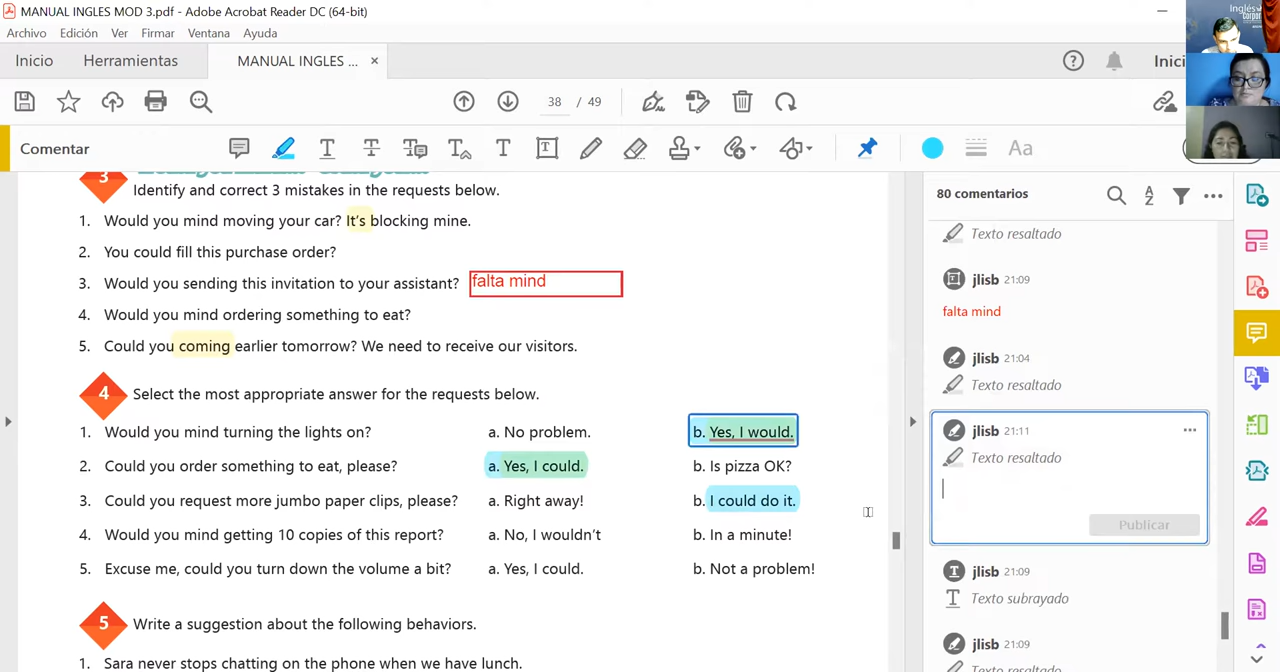 MANUAL INGLES MOD 3.pdf - Adobe Acrobat Reader DC (64-bit)
Archivo Edición Ver Firmar Ventana Ayuda
Inicio Herramientas MANUAL INGLES ... × Inici
38 / 49
Comentar Aa
3
Identify and correct 3 mistakes in the requests below.
1. Would you mind moving your car? It's blocking mine.
2. You could fill this purchase order?
3. Would you sending this invitation to your assistant? falta mind
4. Would you mind ordering something to eat?
5. Could you coming earlier tomorrow? We need to receive our visitors.
4 Select the most appropriate answer for the requests below.
1. Would you mind turning the lights on? a. No problem. b. Yes, I would.
2. Could you order something to eat, please? a. Yes, I could. b. Is pizza OK?
3. Could you request more jumbo paper clips, please? a. Right away! b. I could do it.
4. Would you mind getting 10 copies of this report? a. No, I wouldn't b. In a minute!
5. Excuse me, could you turn down the volume a bit? a. Yes, I could. b. Not a problem!
5 Write a suggestion about the following behaviors.
1. Sara never stops chatting on the phone when we have lunch.
80 comentarios
Texto resaltado
jlisb 21:09
falta mind
jlisb 21:04
Texto resaltado
jlisb 21:11
Texto resaltado
Publicar
jlisb 21:09
Texto subrayado
jlisb 21:09
Texto resaltado
Inglés